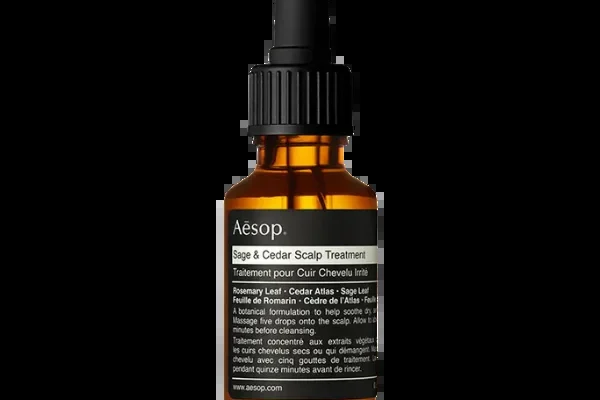 Aēsop.
Sage & Cedar Scalp Treatment
Traitement pour Cuir Chevelu Irrité
Rosemary Leaf · Cedar Atlas · Sage Leaf
Feuille de Romarin · Cèdre de l'Atlas ·
A botanical formulation to help soothe dry,
Massage five drops onto the scalp. Allow to
minutes before cleansing.
Traitement concentré aux extraits végétaux
les cuirs chevelus secs ou qui démangent.
chevelu avec cinq gouttes de traitement.
pendant quinze minutes avant de rincer.
www.aesop.com